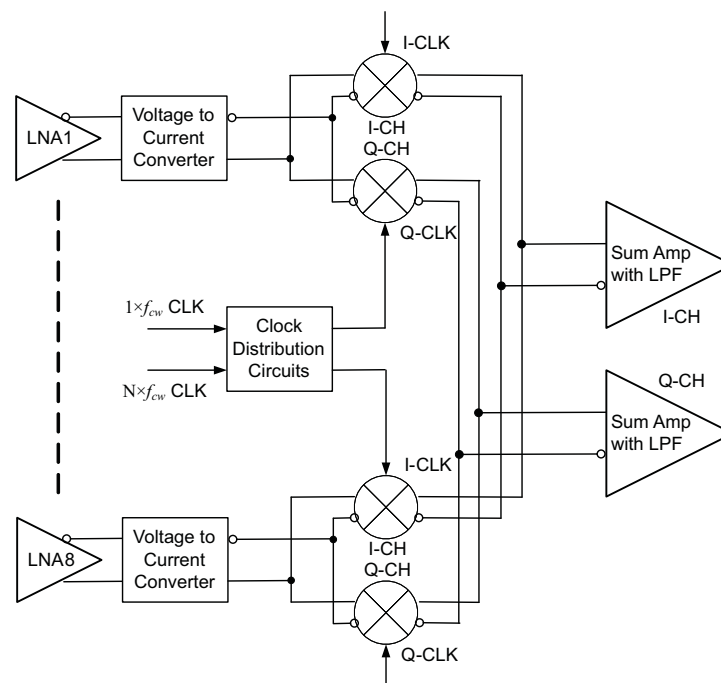 I-CLK
LNA1
Voltage to
Current
Converter
I-CH
Q-CH
Q-CLK
Sum Amp
with LPF
I-CH
1×fcw CLK
Clock
Distribution
Circuits
N×fcw CLK
Q-CH
Sum Amp
with LPF
I-CLK
LNA8
Voltage to
Current
Converter
I-CH
Q-CH
Q-CLK